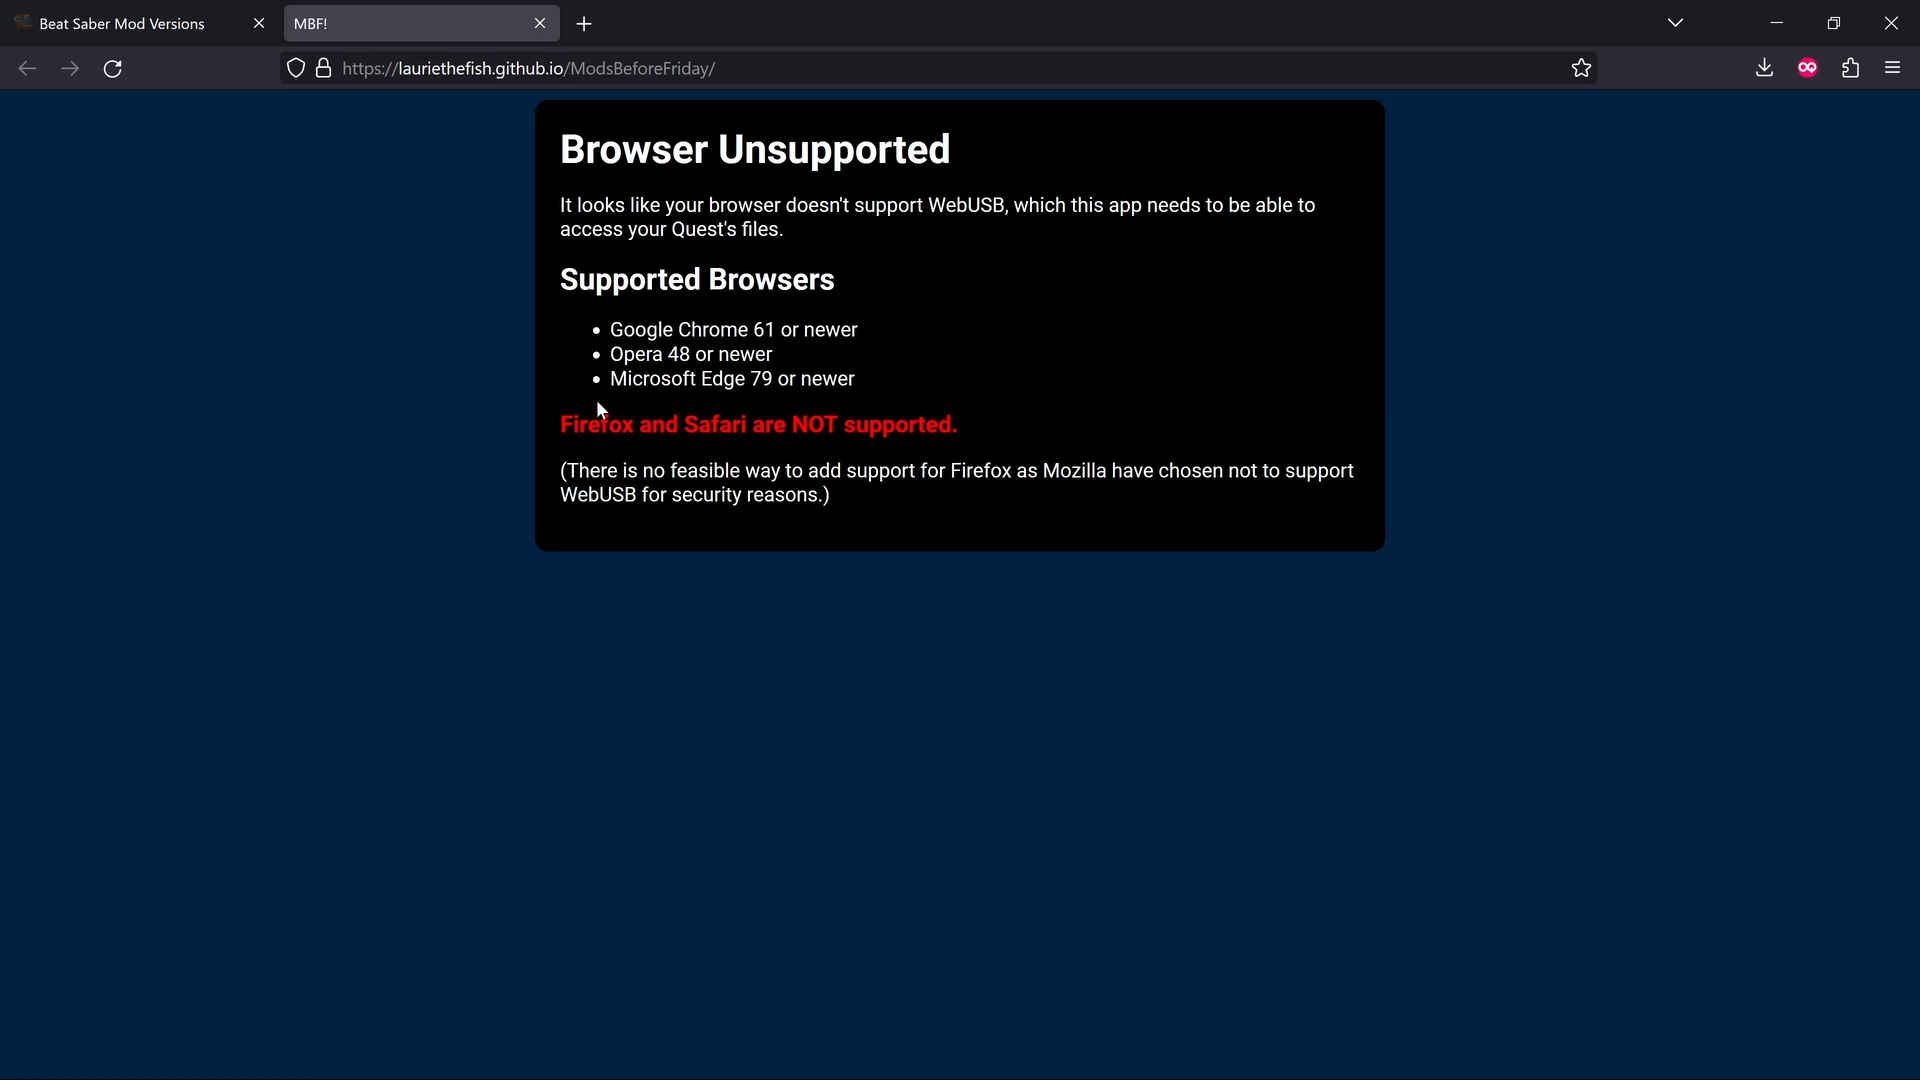 Beat Saber Mod Versions
MBF!
https://lauriethefish.github.io/ModsBeforeFriday/
Browser Unsupported
It looks like your browser doesn't support WebUSB, which this app needs to be able to
access your Quest's files.
Supported Browsers
Google Chrome 61 or newer
Opera 48 or newer
Microsoft Edge 79 or newer
Firefox and Safari are NOT supported.
(There is no feasible way to add support for Firefox as Mozilla have chosen not to support
WebUSB for security reasons.)